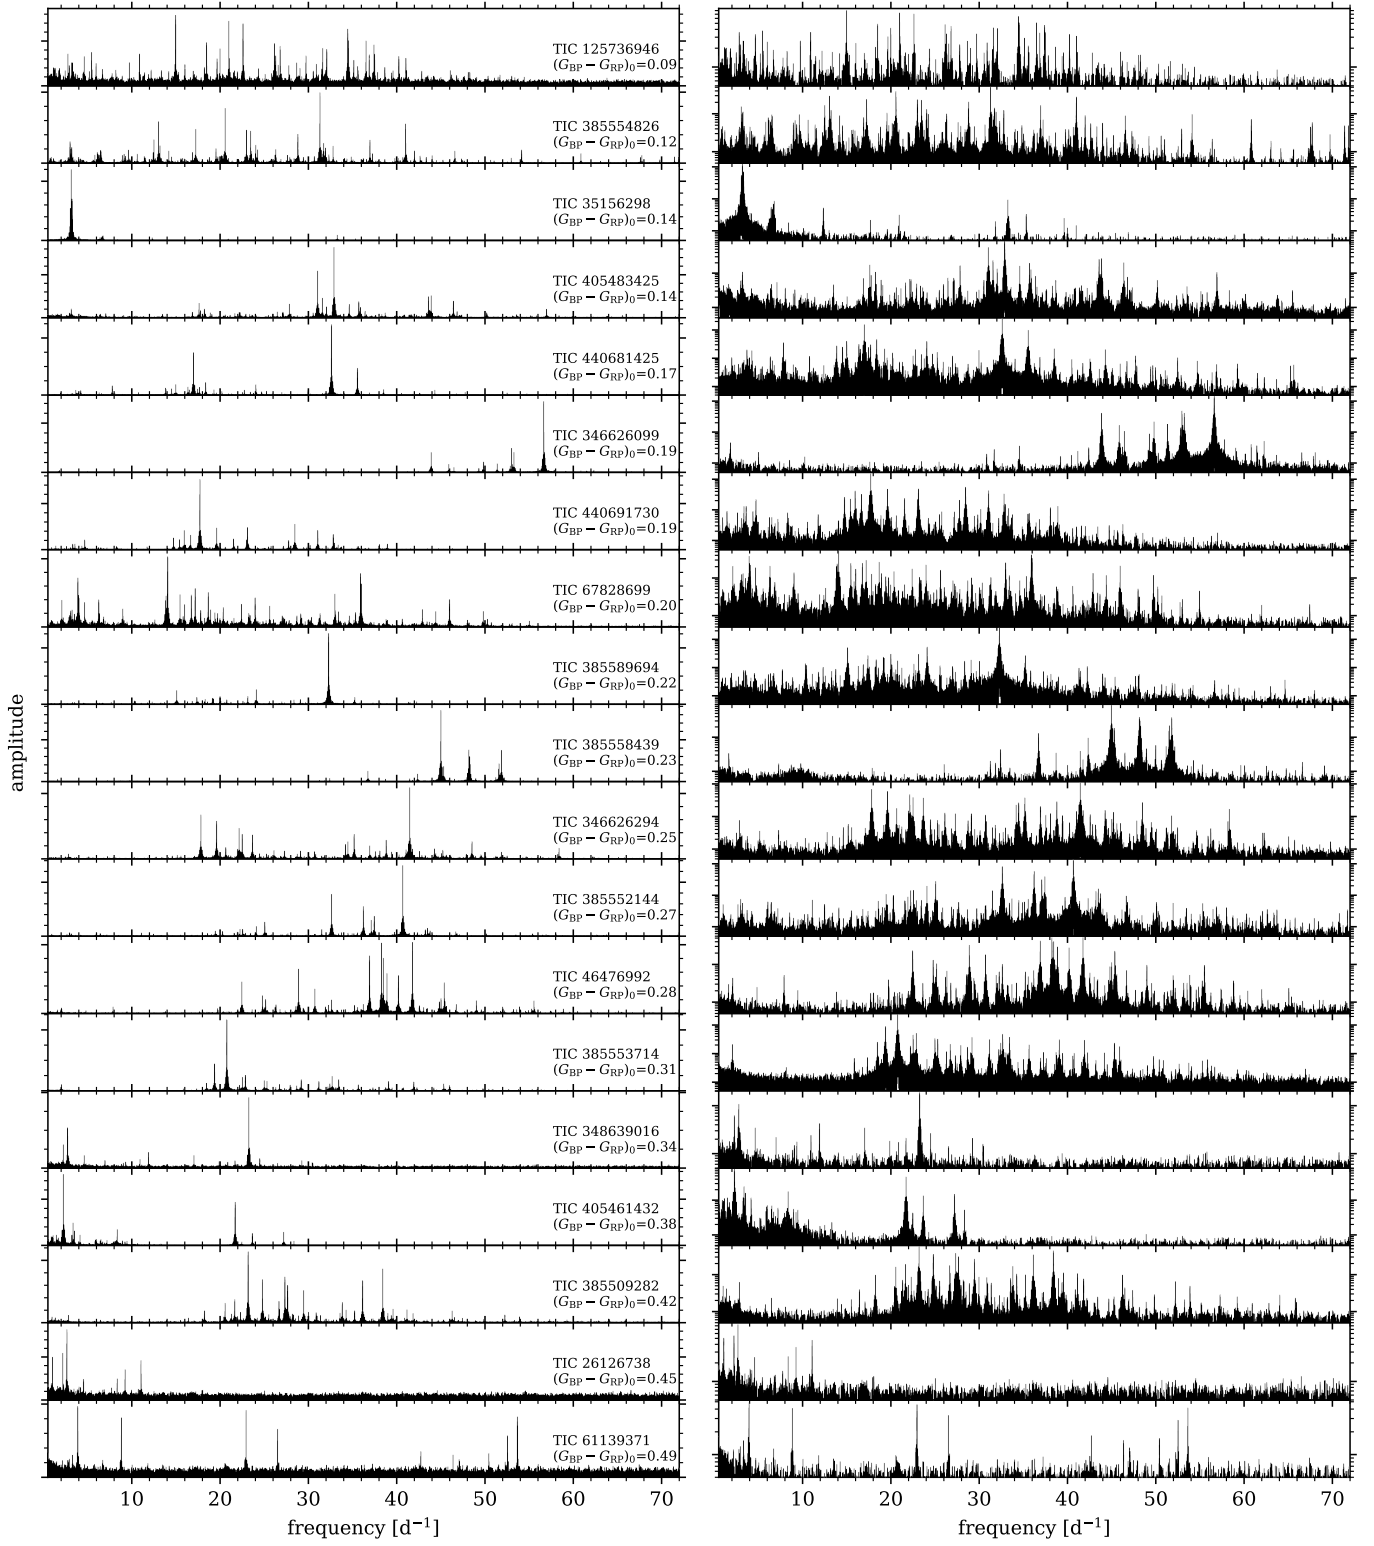 TIC 125736946
(G_BP − G_RP)_0=0.09
TIC 385554826
(G_BP − G_RP)_0=0.12
TIC 35156298
(G_BP − G_RP)_0=0.14
TIC 405483425
(G_BP − G_RP)_0=0.14
TIC 440681425
(G_BP − G_RP)_0=0.17
TIC 346626099
(G_BP − G_RP)_0=0.19
TIC 440691730
(G_BP − G_RP)_0=0.19
TIC 67828699
(G_BP − G_RP)_0=0.20
TIC 385589694
(G_BP − G_RP)_0=0.22
TIC 385558439
(G_BP − G_RP)_0=0.23
TIC 346626294
(G_BP − G_RP)_0=0.25
TIC 385552144
(G_BP − G_RP)_0=0.27
TIC 46476992
(G_BP − G_RP)_0=0.28
TIC 385553714
(G_BP − G_RP)_0=0.31
TIC 348639016
(G_BP − G_RP)_0=0.34
TIC 405461432
(G_BP − G_RP)_0=0.38
TIC 385509282
(G_BP − G_RP)_0=0.42
TIC 26126738
(G_BP − G_RP)_0=0.45
TIC 61139371
(G_BP − G_RP)_0=0.49
amplitude
10 20 30 40 50 60 70
10 20 30 40 50 60 70
frequency [d⁻¹]
frequency [d⁻¹]